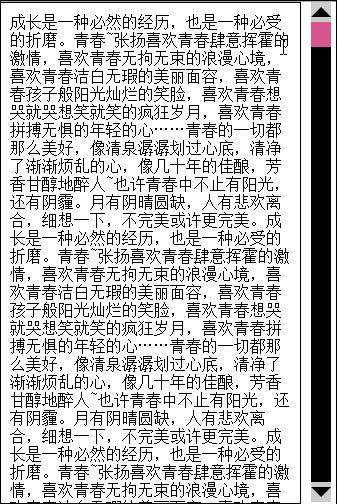 成长是一种必然的经历，也是一种必受
的折磨。青春~张扬喜欢青春肆意挥霍的
激情，喜欢青春无拘无束的浪漫心境，
喜欢青春洁白无瑕的美丽面容，喜欢青
春孩子般阳光灿烂的笑脸，喜欢青春想
哭就哭想笑就笑的疯狂岁月，喜欢青春
拼搏无惧的年轻的心……青春的一切都
那么美好，像清泉潺潺划过心底，清净
了渐渐烦乱的心，像几十年的佳酿，芳
香甘醇地醉人~也许青春中不止有阳光，
还有阴霾。月有阴晴圆缺，人有悲欢离
合，细想一下，不完美或许更完美。成
长是一种必然的经历，也是一种必受的
折磨。青春~张扬喜欢青春肆意挥霍的激
情，喜欢青春无拘无束的浪漫心境，喜
欢青春洁白无瑕的美丽面容，喜欢青春
孩子般阳光灿烂的笑脸，喜欢青春想哭
就哭想笑就笑的疯狂岁月，喜欢青春拼
搏无惧的年轻的心……青春的一切都那
么美好，像清泉潺潺划过心底，清净了
渐渐烦乱的心，像几十年的佳酿，芳香
甘醇地醉人~也许青春中不止有阳光，还
有阴霾。月有阴晴圆缺，人有悲欢离
合，细想一下，不完美或许更完美。成
长是一种必然的经历，也是一种必受的
折磨。青春~张扬喜欢青春肆意挥霍的激
情，喜欢青春无拘无束的浪漫心境，喜